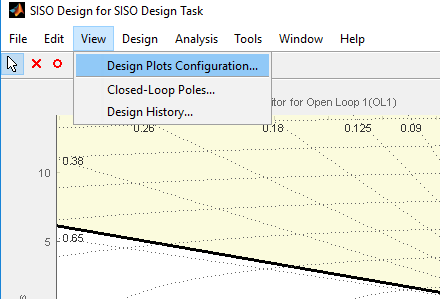 SISO Design for SISO Design Task
File Edit View Design Analysis Tools Window Help
Design Plots Configuration...
Closed-Loop Poles...
Design History...
itor for Open Loop 1(OL1)
0.26 0.18 0.125 0.09
0.38
10
0.65
5
s